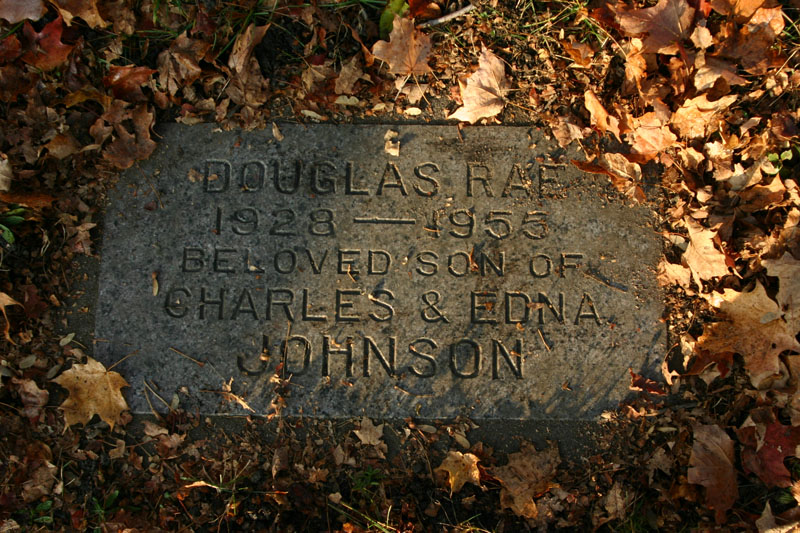 DOUGLAS RAE
1928 — 1955
BELOVED SON OF
CHARLES & EDNA
JOHNSON